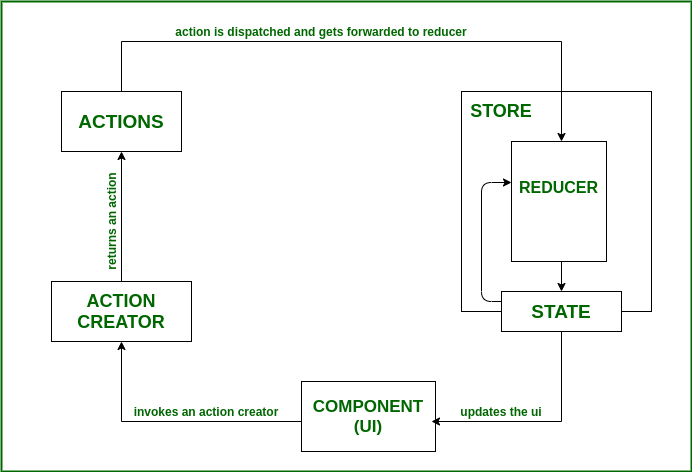 action is dispatched and gets forwarded to reducer
ACTIONS
STORE
REDUCER
returns an action
ACTION
CREATOR
STATE
COMPONENT
(UI)
invokes an action creator
updates the ui